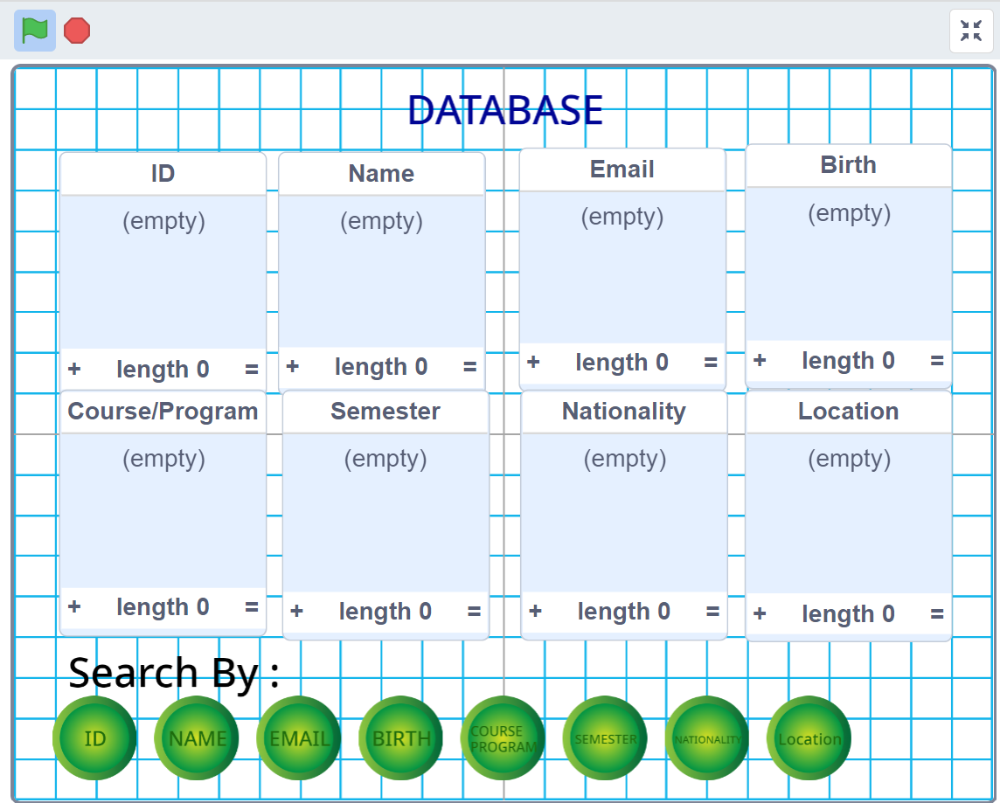 DATABASE
ID
Name
Email
Birth
(empty)
(empty)
(empty)
(empty)
+ length 0 =
+ length 0 =
+ length 0 =
+ length 0 =
Course/Program
Semester
Nationality
Location
(empty)
(empty)
(empty)
(empty)
+ length 0 =
+ length 0 =
+ length 0 =
+ length 0 =
Search By :
ID
NAME
EMAIL
BIRTH
COURSE
PROGRAM
SEMESTER
NATIONALITY
Location